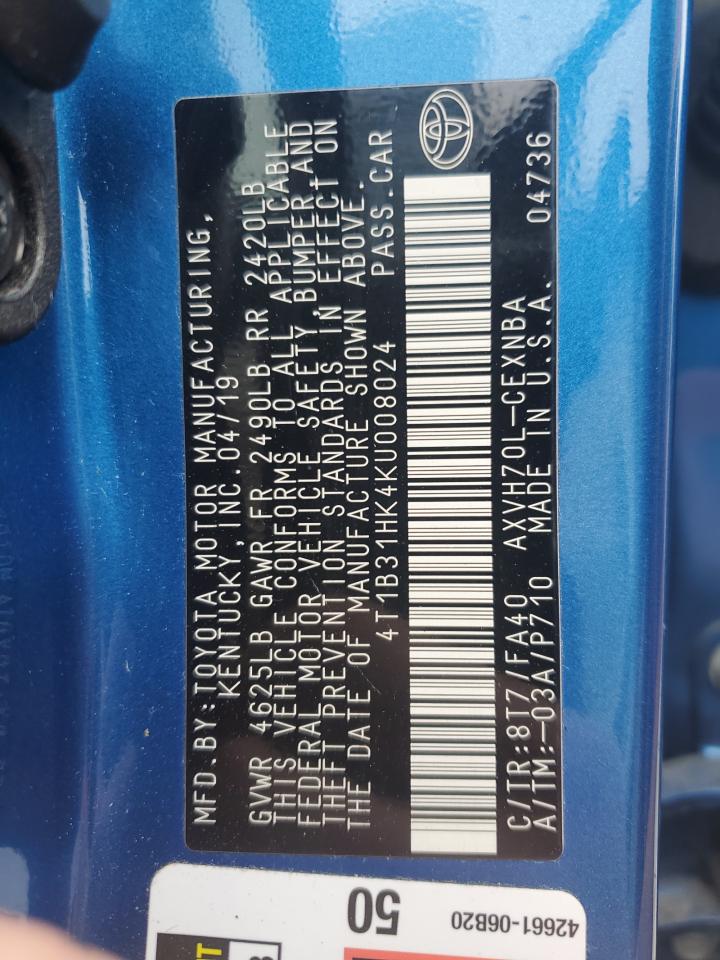 MFD.BY:TOYOTA MOTOR MANUFACTURING,
KENTUCKY,INC.04/19
GVWR 4625LB GAWR FR 2490LB RR 2420LB
THIS VEHICLE CONFORMS TO ALL APPLICABLE
FEDERAL MOTOR VEHICLE SAFETY,BUMPER,AND
THEFT PREVENTION STANDARDS IN EFFECT ON
THE DATE OF MANUFACTURE SHOWN ABOVE.
4T1B31HK4KU008024 PASS.CAR
C/TR:8T7/FA40 AXVH70L-CEXNBA
A/TM:-03A/P710 MADE IN U.S.A. 04736
50
42661-06B20